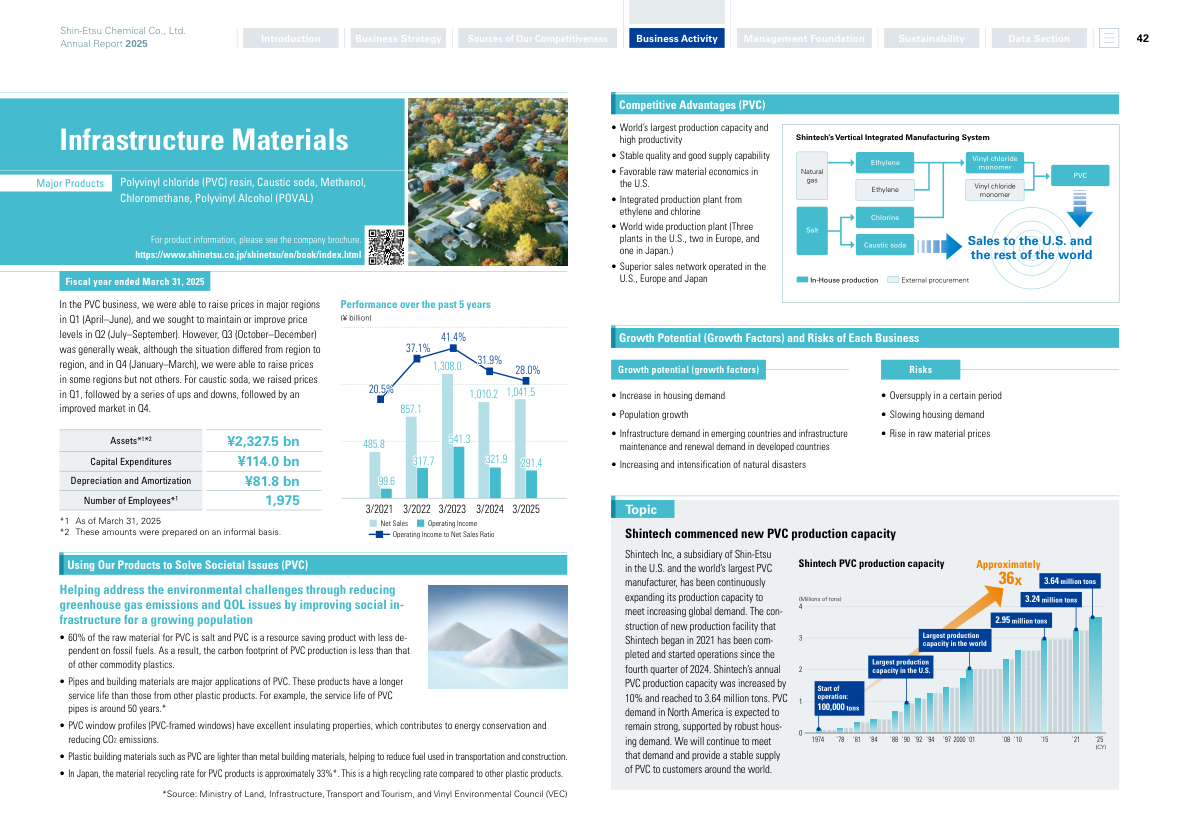 Shin-Etsu Chemical Co., Ltd.
Annual Report 2025
Introduction
Business Strategy
Sources of Our Competitiveness
Business Activity
Management Foundation
Sustainability
Data Section
42
Infrastructure Materials
Major Products
Polyvinyl chloride (PVC) resin, Caustic soda, Methanol,
Chloromethane, Polyvinyl Alcohol (POVAL)
For product information, please see the company brochure.
https://www.shinetsu.co.jp/shinetsu/en/book/index.html
Fiscal year ended March 31, 2025
In the PVC business, we were able to raise prices in major regions
in Q1 (April–June), and we sought to maintain or improve price
levels in Q2 (July–September). However, Q3 (October–December)
was generally weak, although the situation differed from region to
region, and in Q4 (January–March), we were able to raise prices
in some regions but not others. For caustic soda, we raised prices
in Q1, followed by a series of ups and downs, followed by an
improved market in Q4.
Assets*1*2 ¥2,327.5 bn
Capital Expenditures ¥114.0 bn
Depreciation and Amortization ¥81.8 bn
Number of Employees*1 1,975
*1 As of March 31, 2025
*2 These amounts were prepared on an informal basis.
Performance over the past 5 years
(¥ billion)
20.5%
37.1%
41.4%
31.9%
28.0%
485.8
857.1
1,308.0
1,010.2
1,041.5
99.6
317.7
541.3
321.9
291.4
3/2021 3/2022 3/2023 3/2024 3/2025
Net Sales Operating Income
Operating Income to Net Sales Ratio
Using Our Products to Solve Societal Issues (PVC)
Helping address the environmental challenges through reducing
greenhouse gas emissions and QOL issues by improving social in-
frastructure for a growing population
• 60% of the raw material for PVC is salt and PVC is a resource saving product with less de-
pendent on fossil fuels. As a result, the carbon footprint of PVC production is less than that
of other commodity plastics.
• Pipes and building materials are major applications of PVC. These products have a longer
service life than those from other plastic products. For example, the service life of PVC
pipes is around 50 years.*
• PVC window profiles (PVC-framed windows) have excellent insulating properties, which contributes to energy conservation and
reducing CO2 emissions.
• Plastic building materials such as PVC are lighter than metal building materials, helping to reduce fuel used in transportation and construction.
• In Japan, the material recycling rate for PVC products is approximately 33%*. This is a high recycling rate compared to other plastic products.
*Source: Ministry of Land, Infrastructure, Transport and Tourism, and Vinyl Environmental Council (VEC)
Competitive Advantages (PVC)
• World's largest production capacity and
high productivity
• Stable quality and good supply capability
• Favorable raw material economics in
the U.S.
• Integrated production plant from
ethylene and chlorine
• World wide production plant (Three
plants in the U.S., two in Europe, and
one in Japan.)
• Superior sales network operated in the
U.S., Europe and Japan
Shintech's Vertical Integrated Manufacturing System
Natural
gas
Ethylene
Ethylene
Vinyl chloride
monomer
Vinyl chloride
monomer
PVC
Salt
Chlorine
Caustic soda
Sales to the U.S. and
the rest of the world
In-House production External procurement
Growth Potential (Growth Factors) and Risks of Each Business
Growth potential (growth factors)
• Increase in housing demand
• Population growth
• Infrastructure demand in emerging countries and infrastructure
maintenance and renewal demand in developed countries
• Increasing and intensification of natural disasters
Risks
• Oversupply in a certain period
• Slowing housing demand
• Rise in raw material prices
Topic
Shintech commenced new PVC production capacity
Shintech Inc, a subsidiary of Shin-Etsu
in the U.S. and the world's largest PVC
manufacturer, has been continuously
expanding its production capacity to
meet increasing global demand. The con-
struction of new production facility that
Shintech began in 2021 has been com-
pleted and started operations since the
fourth quarter of 2024. Shintech's annual
PVC production capacity was increased by
10% and reached to 3.64 million tons. PVC
demand in North America is expected to
remain strong, supported by robust hous-
ing demand. We will continue to meet
that demand and provide a stable supply
of PVC to customers around the world.
Shintech PVC production capacity
Approximately
36x
3.64 million tons
3.24 million tons
2.95 million tons
(Millions of tons)
4
3
2
1
0
Largest production
capacity in the world
Largest production
capacity in the U.S.
Start of
operation:
100,000 tons
1974 '78 '81 '84 '88 '90 '92 '94 '97 2000 '01 '08 '10 '15 '21 '25
(CY)